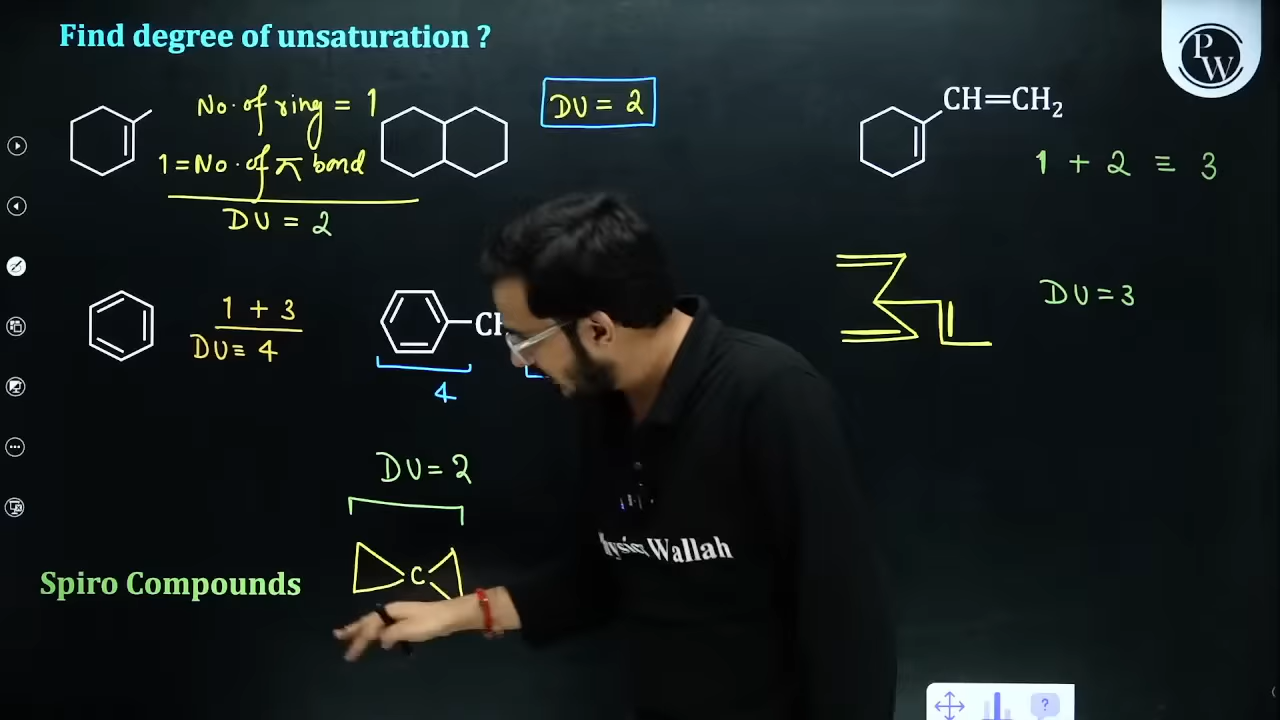 Find degree of unsaturation ?
PW
No. of ring = 1
1 = No. of π bond
DU = 2
DU = 2
CH=CH₂
1 + 2 = 3
1 + 3
DU = 4
4
DU = 3
DU = 2
Spiro Compounds
C
Wallah
?